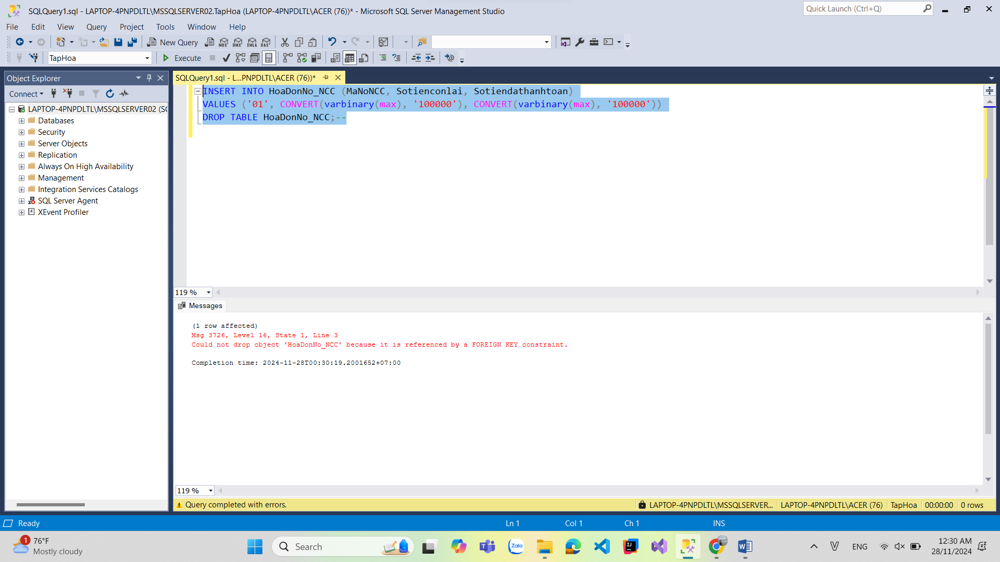 SQLQuery1.sql - LAPTOP-4PNPDLTL\MSSQLSERVER02.TapHoa (LAPTOP-4PNPDLTL\ACER (76))* - Microsoft SQL Server Management Studio
Quick Launch (Ctrl+Q)
File Edit View Query Project Tools Window Help
New Query MDX DMX XMLA DAX
TapHoa Execute
Object Explorer
Connect
LAPTOP-4PNPDLTL\MSSQLSERVER02 (SQ
Databases
Security
Server Objects
Replication
Always On High Availability
Management
Integration Services Catalogs
SQL Server Agent
XEvent Profiler
SQLQuery1.sql - L...PNPDLTL\ACER (76))*
INSERT INTO HoaDonNo_NCC (MaNoNCC, Sotienconlai, Sotiendathanhtoan)
VALUES ('01', CONVERT(varbinary(max), '100000'), CONVERT(varbinary(max), '100000'))
DROP TABLE HoaDonNo_NCC;--
119 %
Messages
(1 row affected)
Msg 3726, Level 16, State 1, Line 3
Could not drop object 'HoaDonNo_NCC' because it is referenced by a FOREIGN KEY constraint.
Completion time: 2024-11-28T00:30:19.2001652+07:00
119 %
Query completed with errors. LAPTOP-4PNPDLTL\MSSQLSERVER... LAPTOP-4PNPDLTL\ACER (76) TapHoa 00:00:00 0 rows
Ready Ln 1 Col 1 Ch 1 INS
1 76°F
Mostly cloudy
Search
Zalo
ENG
12:30 AM
28/11/2024